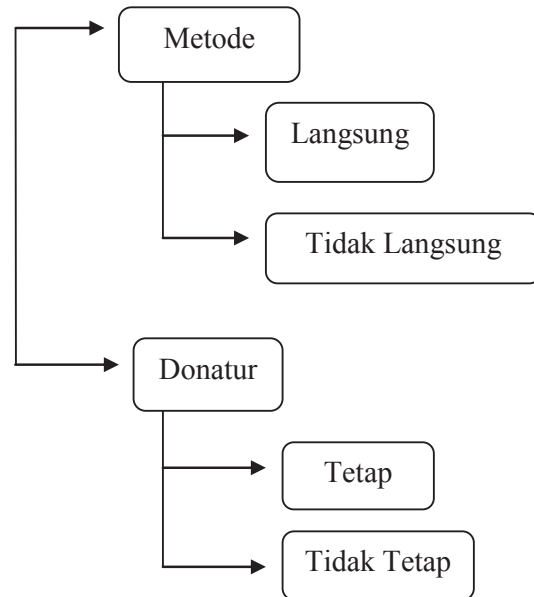 Metode
Langsung
Tidak Langsung
Donatur
Tetap
Tidak Tetap